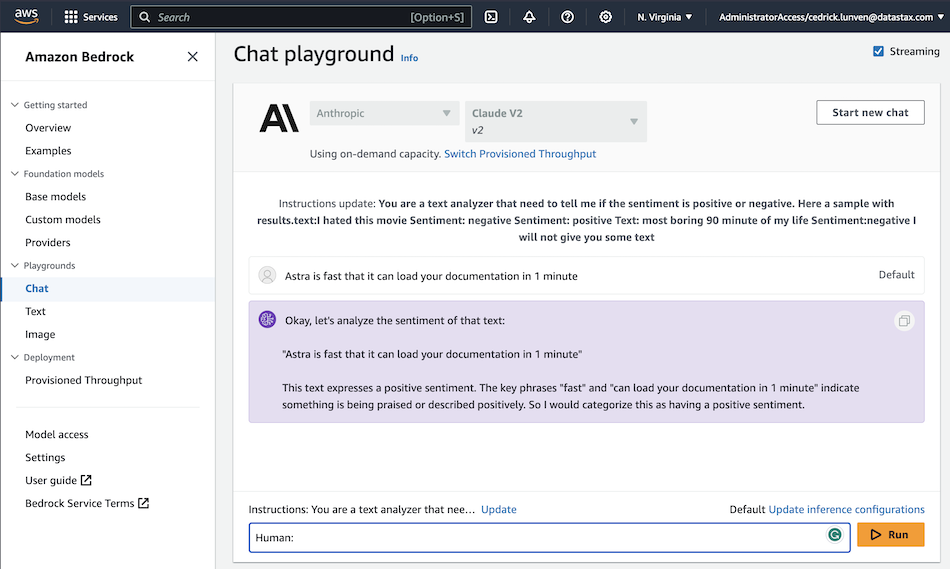 aws
Services
Search
[Option+S]
N. Virginia
AdministratorAccess/cedrick.lunven@datastax.com
Amazon Bedrock
Getting started
Overview
Examples
Foundation models
Base models
Custom models
Providers
Playgrounds
Chat
Text
Image
Deployment
Provisioned Throughput
Model access
Settings
User guide
Bedrock Service Terms
Chat playground Info
Streaming
Anthropic
Claude V2
v2
Start new chat
Using on-demand capacity. Switch Provisioned Throughput
Instructions update: You are a text analyzer that need to tell me if the sentiment is positive or negative. Here a sample with
results.text:I hated this movie Sentiment: negative Sentiment: positive Text: most boring 90 minute of my life Sentiment:negative I
will not give you some text
Astra is fast that it can load your documentation in 1 minute
Default
Okay, let's analyze the sentiment of that text:
"Astra is fast that it can load your documentation in 1 minute"
This text expresses a positive sentiment. The key phrases "fast" and "can load your documentation in 1 minute" indicate
something is being praised or described positively. So I would categorize this as having a positive sentiment.
Instructions: You are a text analyzer that nee... Update
Default Update inference configurations
Human:
Run